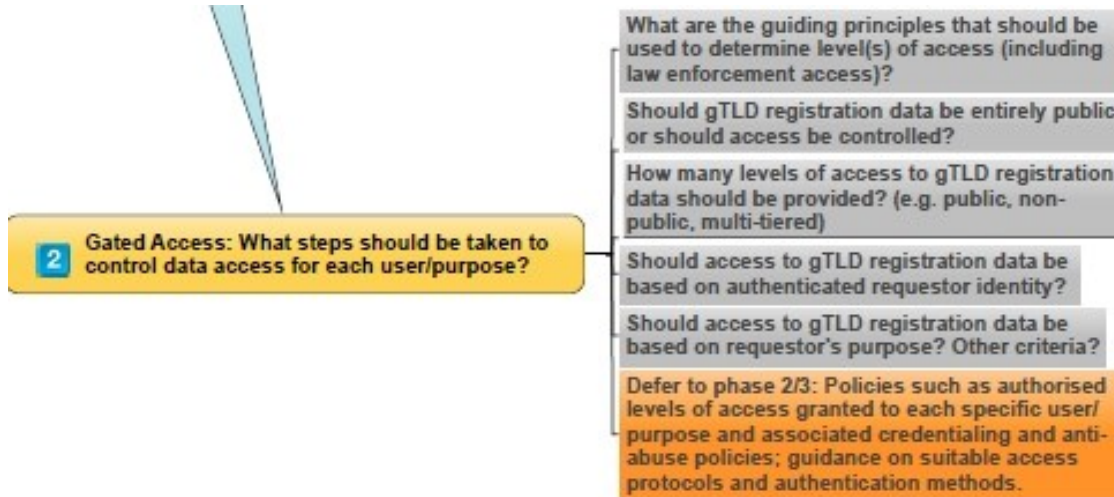 What are the guiding principles that should be
used to determine level(s) of access (including
law enforcement access)?
Should gTLD registration data be entirely public
or should access be controlled?
How many levels of access to gTLD registration
data should be provided? (e.g. public, non-
public, multi-tiered)
2
Gated Access: What steps should be taken to
control data access for each user/purpose?
Should access to gTLD registration data be
based on authenticated requestor identity?
Should access to gTLD registration data be
based on requestor's purpose? Other criteria?
Defer to phase 2/3: Policies such as authorised
levels of access granted to each specific user/
purpose and associated credentialing and anti-
abuse policies; guidance on suitable access
protocols and authentication methods.